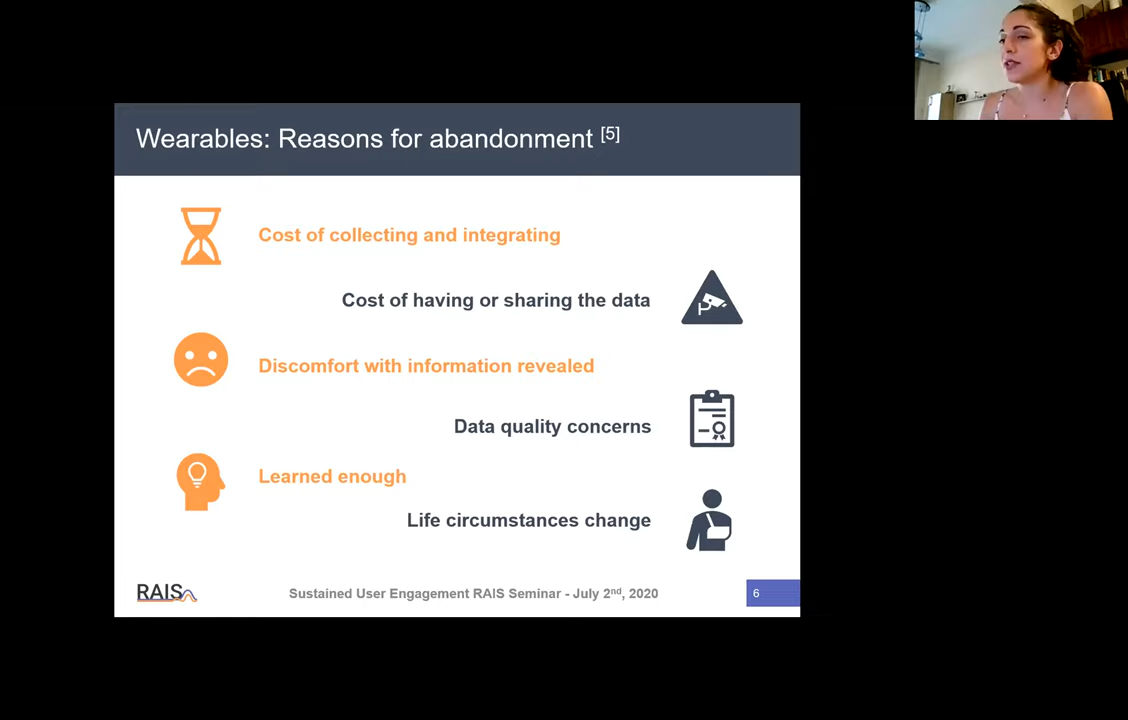 Wearables: Reasons for abandonment [5]
Cost of collecting and integrating
Cost of having or sharing the data
Discomfort with information revealed
Data quality concerns
Learned enough
Life circumstances change
RAIS
Sustained User Engagement RAIS Seminar - July 2nd, 2020
6